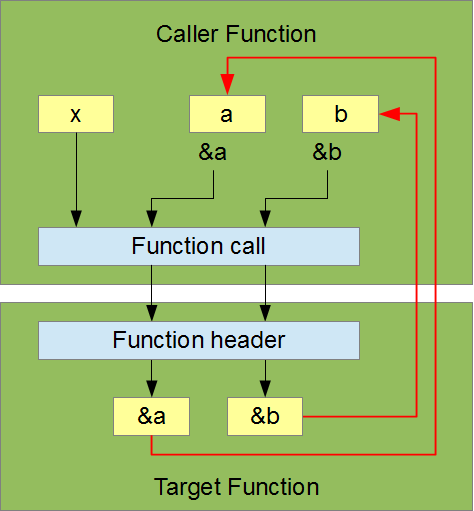 Caller Function
x
a
b
&a
&b
Function call
Function header
&a
&b
Target Function